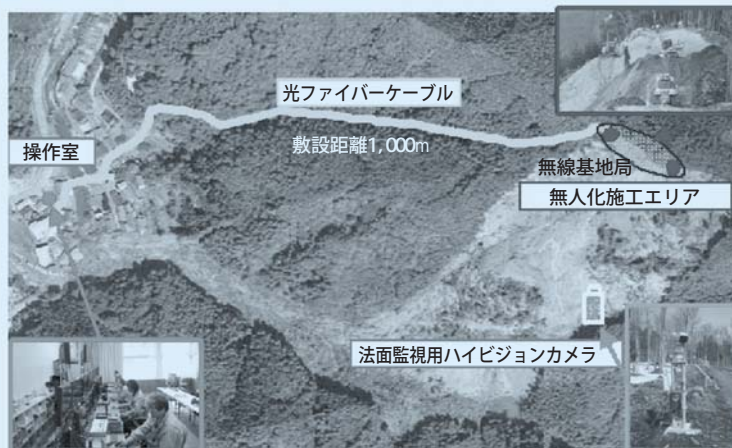 光ファイバーケーブル
敷設距離1,000m
操作室
無線基地局
無人化施工エリア
法面監視用ハイビジョンカメラ